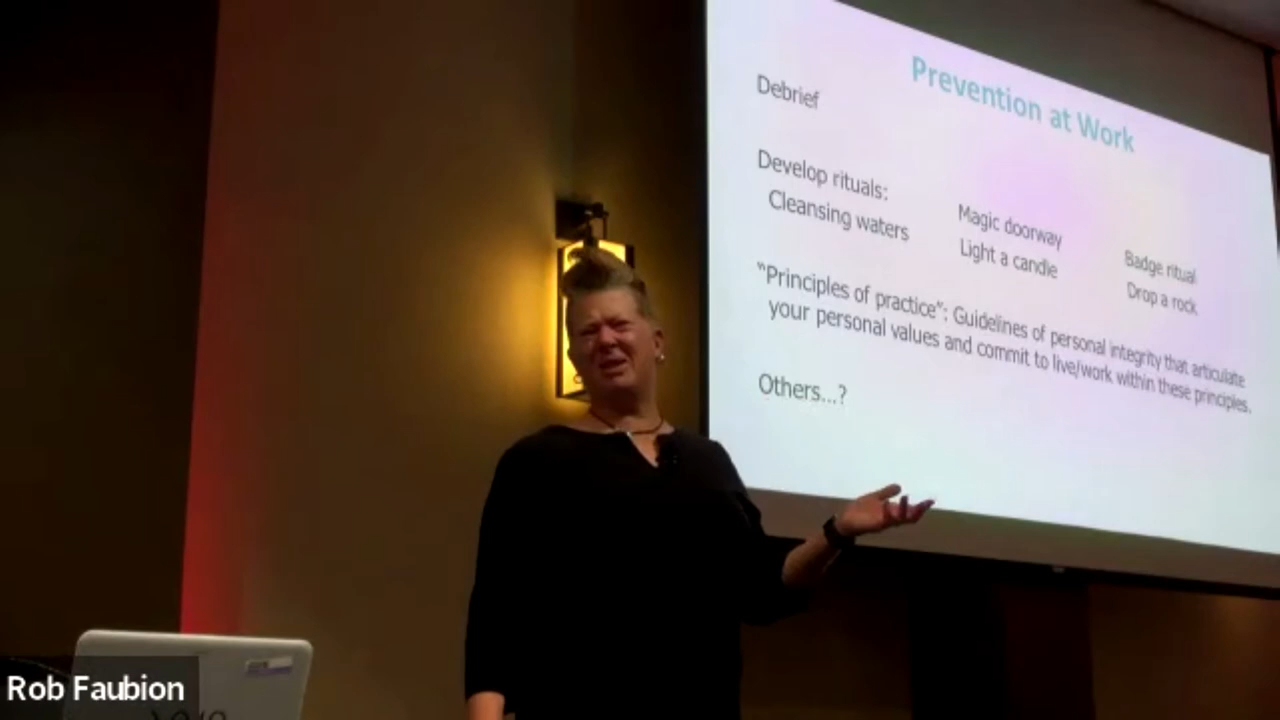 Prevention at Work
Debrief
Develop rituals:
Cleansing waters
Magic doorway
Light a candle
Badge ritual
Drop a rock
“Principles of practice”: Guidelines of personal integrity that articulate
your personal values and commit to live/work within these principles.
Others...?
Rob Faubion